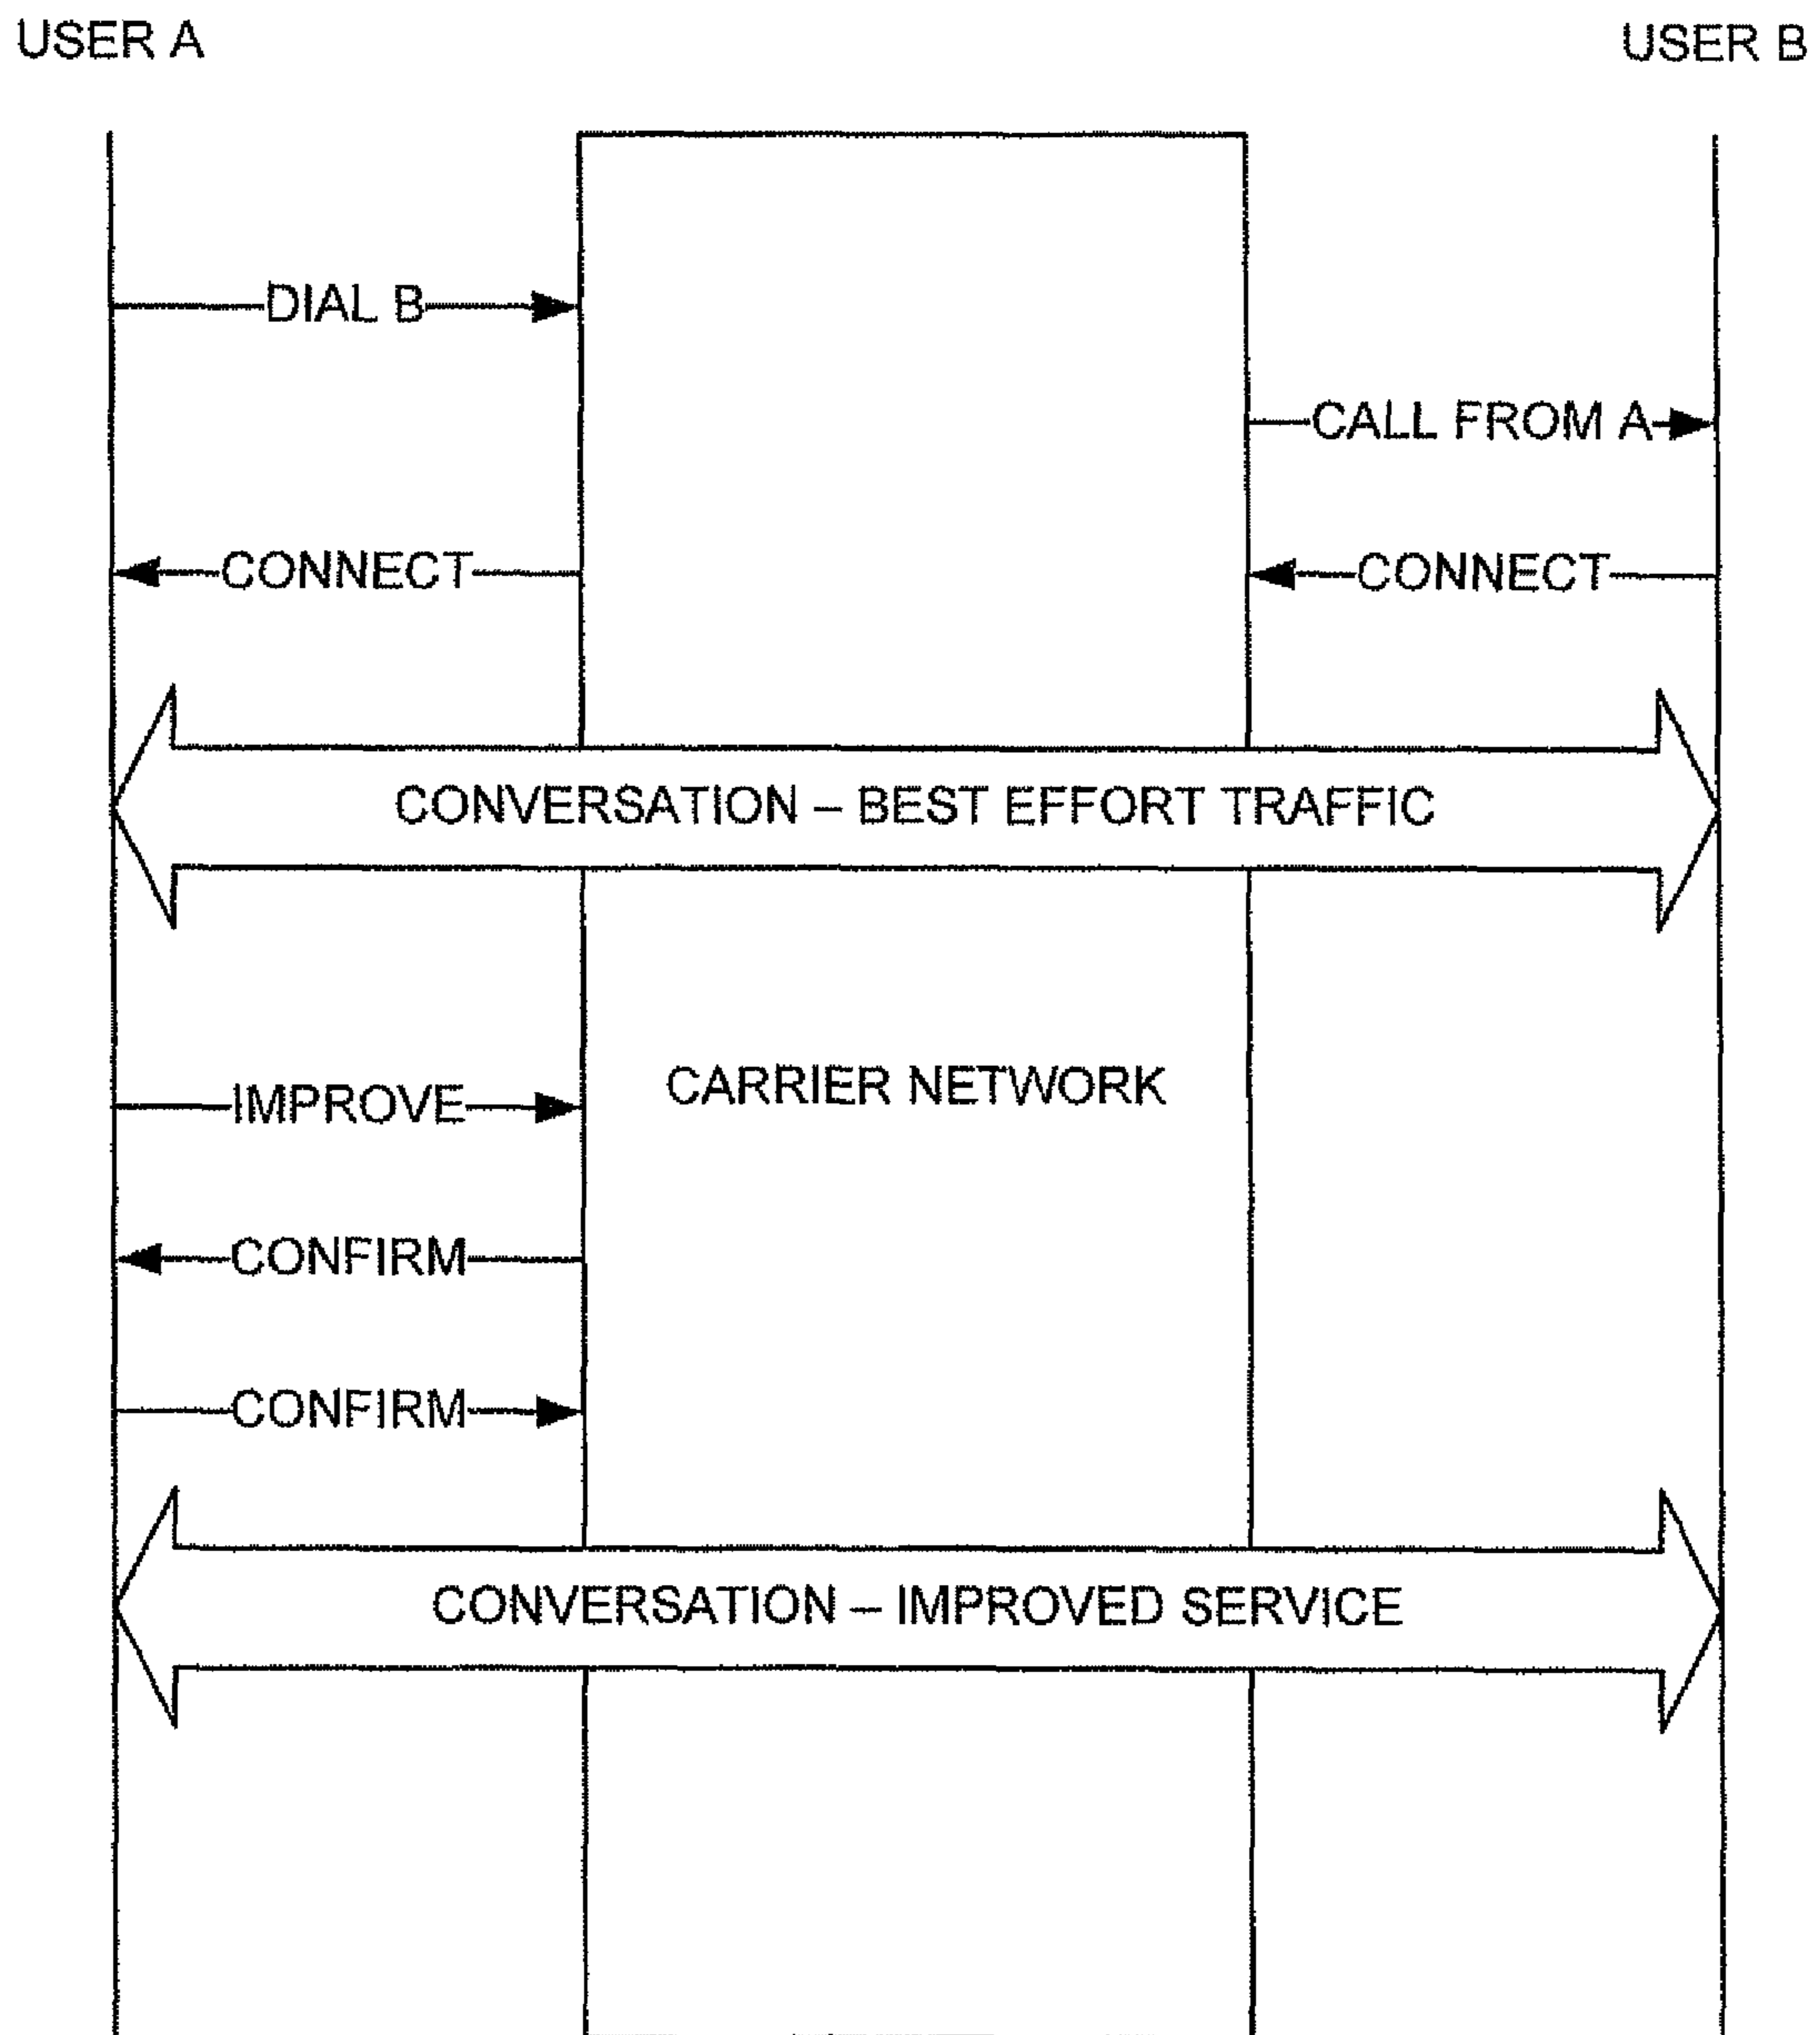 USER A
USER B
DIAL B
CALL FROM A
CONNECT
CONNECT
CONVERSATION – BEST EFFORT TRAFFIC
IMPROVE
CARRIER NETWORK
CONFIRM
CONFIRM
CONVERSATION – IMPROVED SERVICE